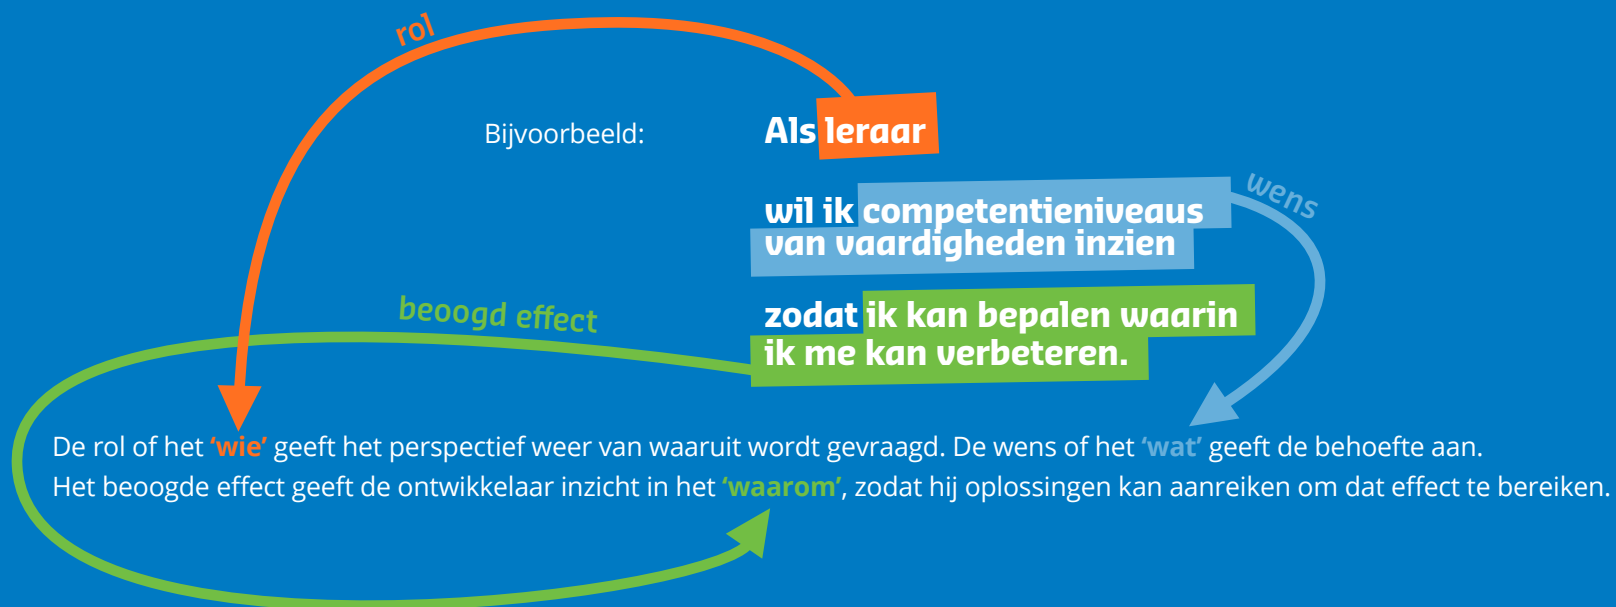 rol
Bijvoorbeeld:
Als leraar
wil ik competentieniveaus
van vaardigheden inzien
wens
zodat ik kan bepalen waarin
ik me kan verbeteren.
beoogd effect
De rol of het ‘wie’ geeft het perspectief weer van waaruit wordt gevraagd. De wens of het ‘wat’ geeft de behoefte aan.
Het beoogde effect geeft de ontwikkelaar inzicht in het ‘waarom’, zodat hij oplossingen kan aanreiken om dat effect te bereiken.